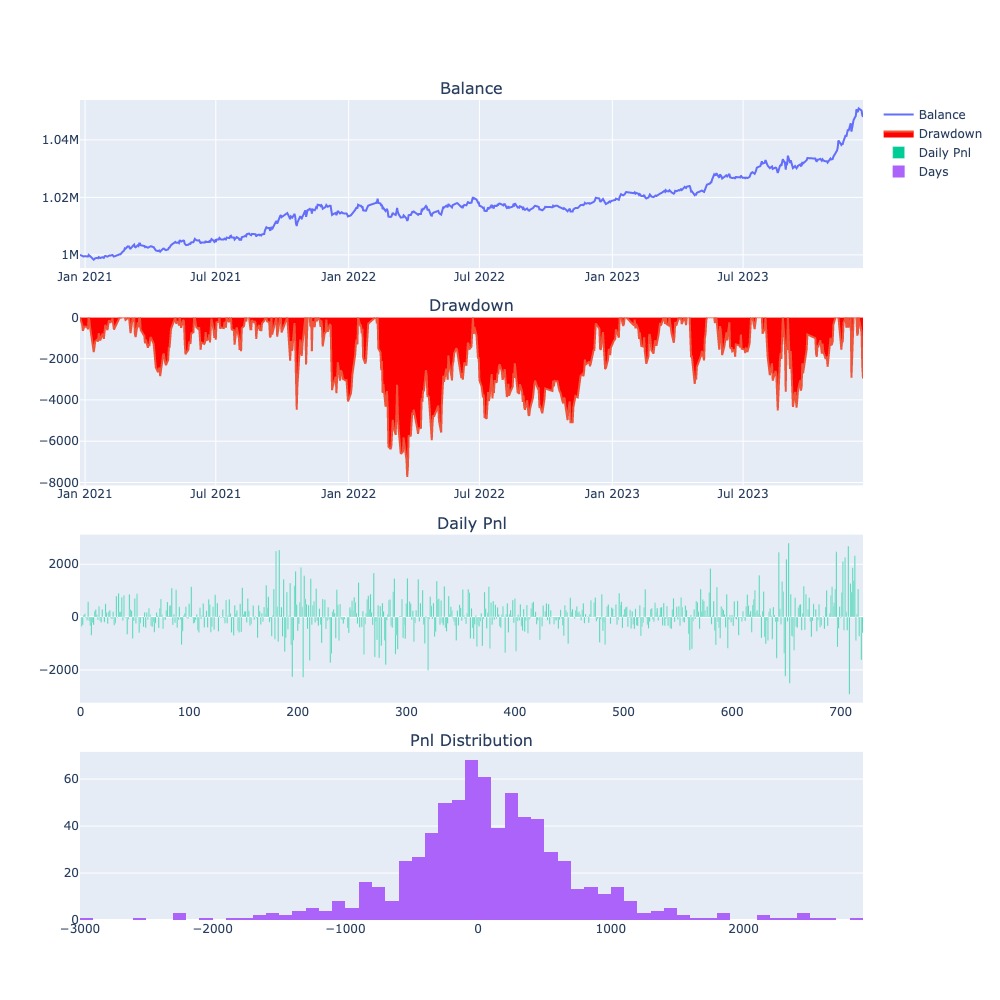 Balance
1.04M
1.02M
1M
Jan 2021 Jul 2021 Jan 2022 Jul 2022 Jan 2023 Jul 2023
Balance
Drawdown
Daily Pnl
Days
Drawdown
0
−2000
−4000
−6000
−8000
Jan 2021 Jul 2021 Jan 2022 Jul 2022 Jan 2023 Jul 2023
Daily Pnl
2000
0
−2000
0 100 200 300 400 500 600 700
Pnl Distribution
60
40
20
0
−3000 −2000 −1000 0 1000 2000